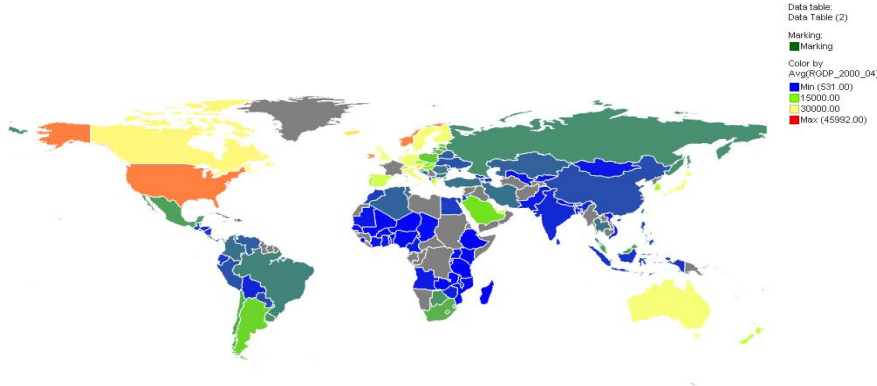 Data table:
Data Table (2)
Marking:
Marking
Color by
Avg(RGDP_2000_04)
Min (531.00)
15000.00
30000.00
Max (45992.00)